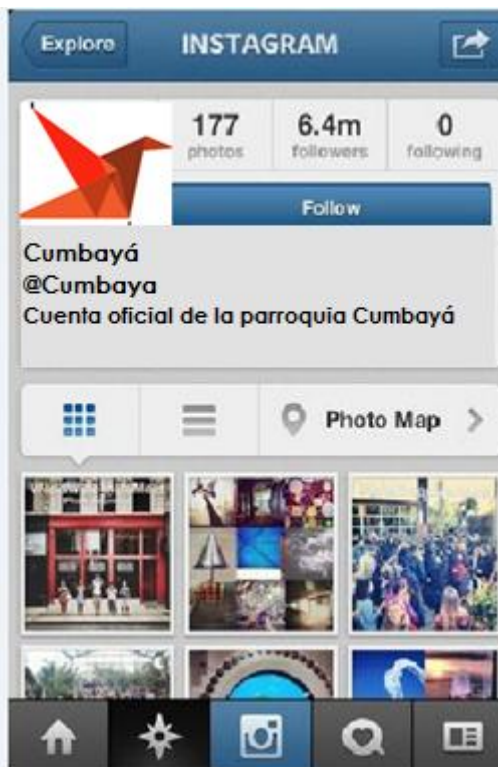 Explore INSTAGRAM
177 6.4m 0
photos followers following
Follow
Cumbayá
@Cumbaya
Cuenta oficial de la parroquia Cumbayá
Photo Map